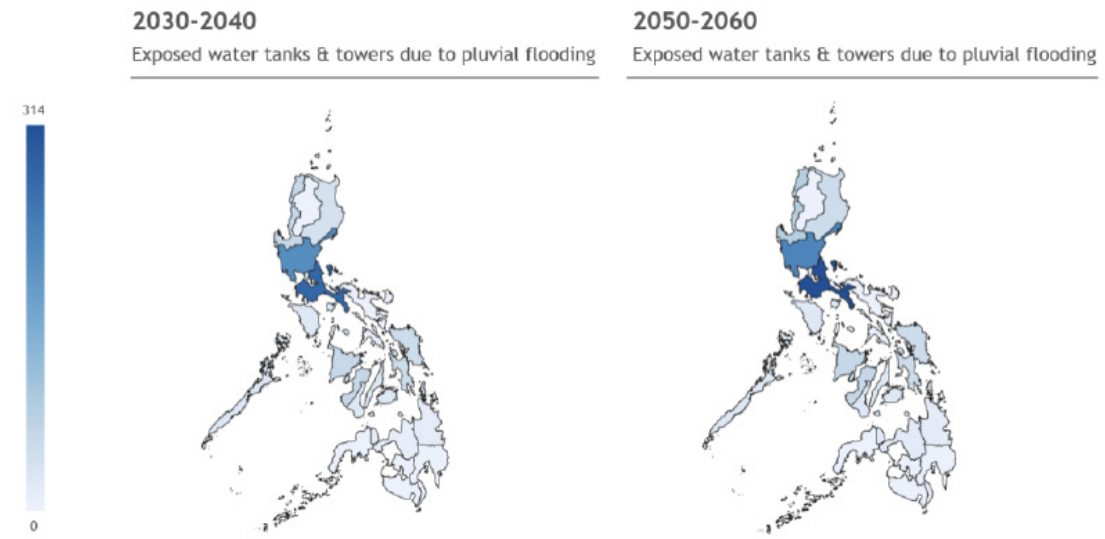 2030-2040
Exposed water tanks & towers due to pluvial flooding
2050-2060
Exposed water tanks & towers due to pluvial flooding
314
0